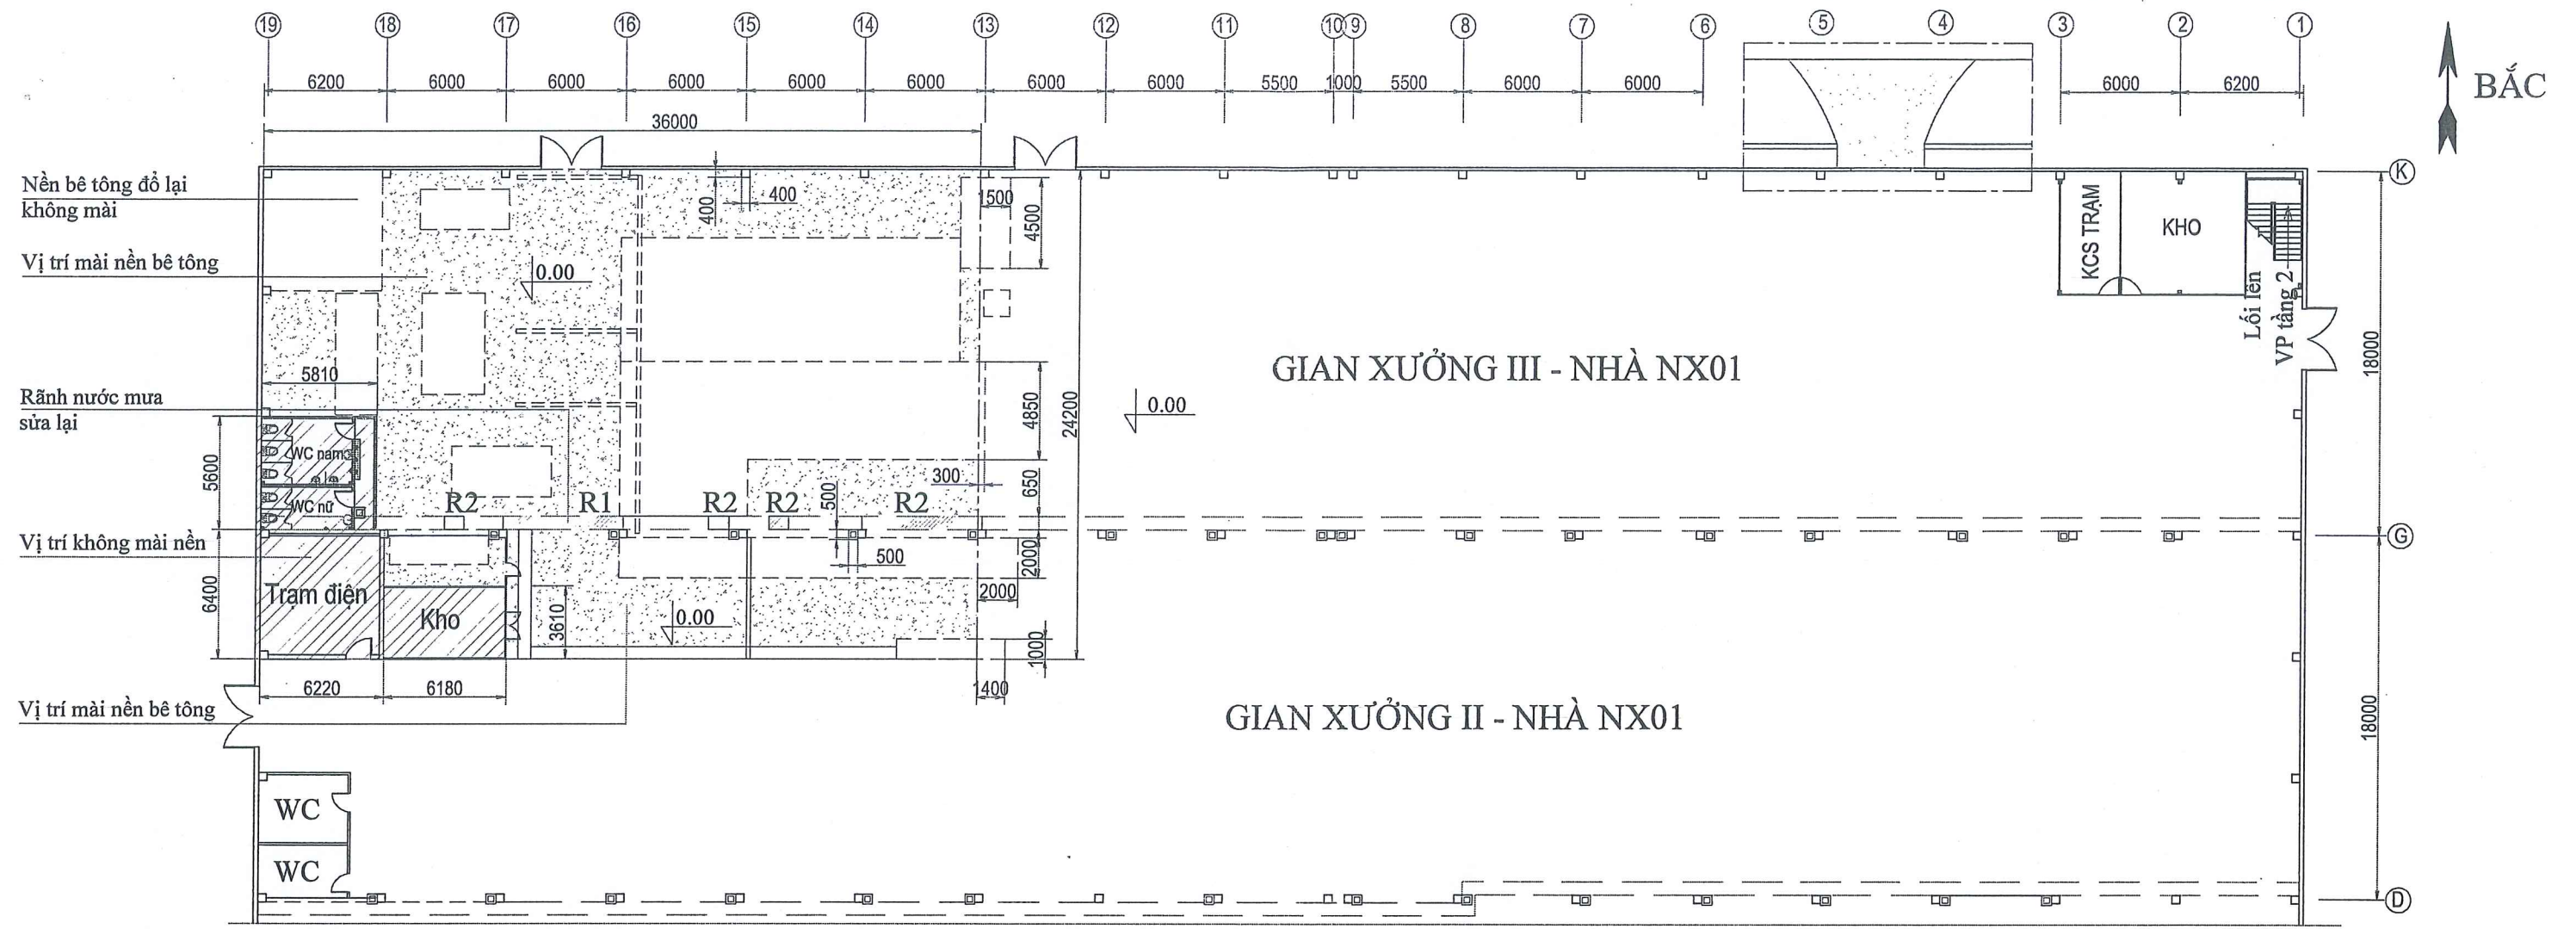 19 18 17 16 15 14 13 12 11 10 9 8 7 6 5 4 3 2 1
6200 6000 6000 6000 6000 6000 6000 6000 5500 1000 5500 6000 6000 6000 6200
36000
BẮC
K
Nền bê tông đổ lại
không mài
400
400
1500
4500
KCS TRẠM
KHO
Vị trí mài nền bê tông
0.00
Lối lên
VP tầng 2
GIAN XƯỞNG III - NHÀ NX01
18000
5810
Rãnh nước mưa
sửa lại
4850
24200
0.00
5600
WC nam
WC nữ
300
650
500
R2
R1
R2
R2
R2
G
Vị trí không mài nền
500
2000
2000
6400
Trạm điện
Kho
3610
0.00
1000
6220
6180
1400
Vị trí mài nền bê tông
GIAN XƯỞNG II - NHÀ NX01
18000
WC
WC
D